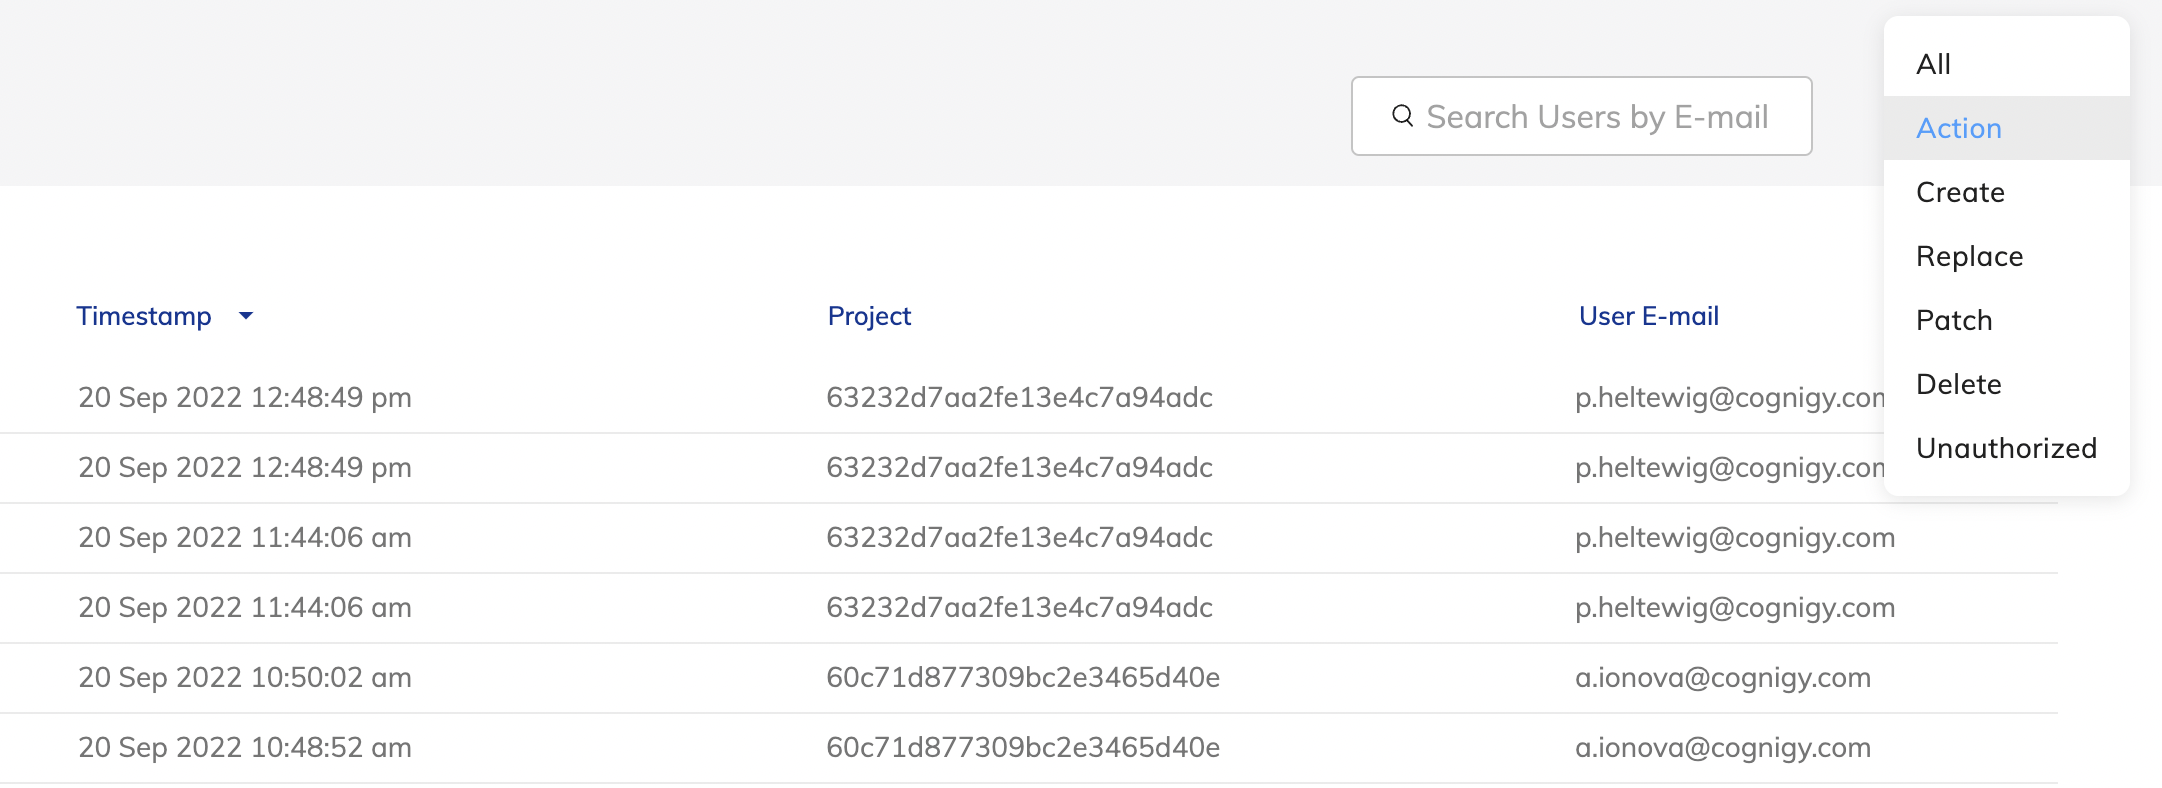 Search Users by E-mail
All
Action
Create
Replace
Patch
Delete
Unauthorized
Timestamp Project User E-mail
20 Sep 2022 12:48:49 pm 63232d7aa2fe13e4c7a94adc p.heltewig@cognigy.com
20 Sep 2022 12:48:49 pm 63232d7aa2fe13e4c7a94adc p.heltewig@cognigy.com
20 Sep 2022 11:44:06 am 63232d7aa2fe13e4c7a94adc p.heltewig@cognigy.com
20 Sep 2022 11:44:06 am 63232d7aa2fe13e4c7a94adc p.heltewig@cognigy.com
20 Sep 2022 10:50:02 am 60c71d877309bc2e3465d40e a.ionova@cognigy.com
20 Sep 2022 10:48:52 am 60c71d877309bc2e3465d40e a.ionova@cognigy.com